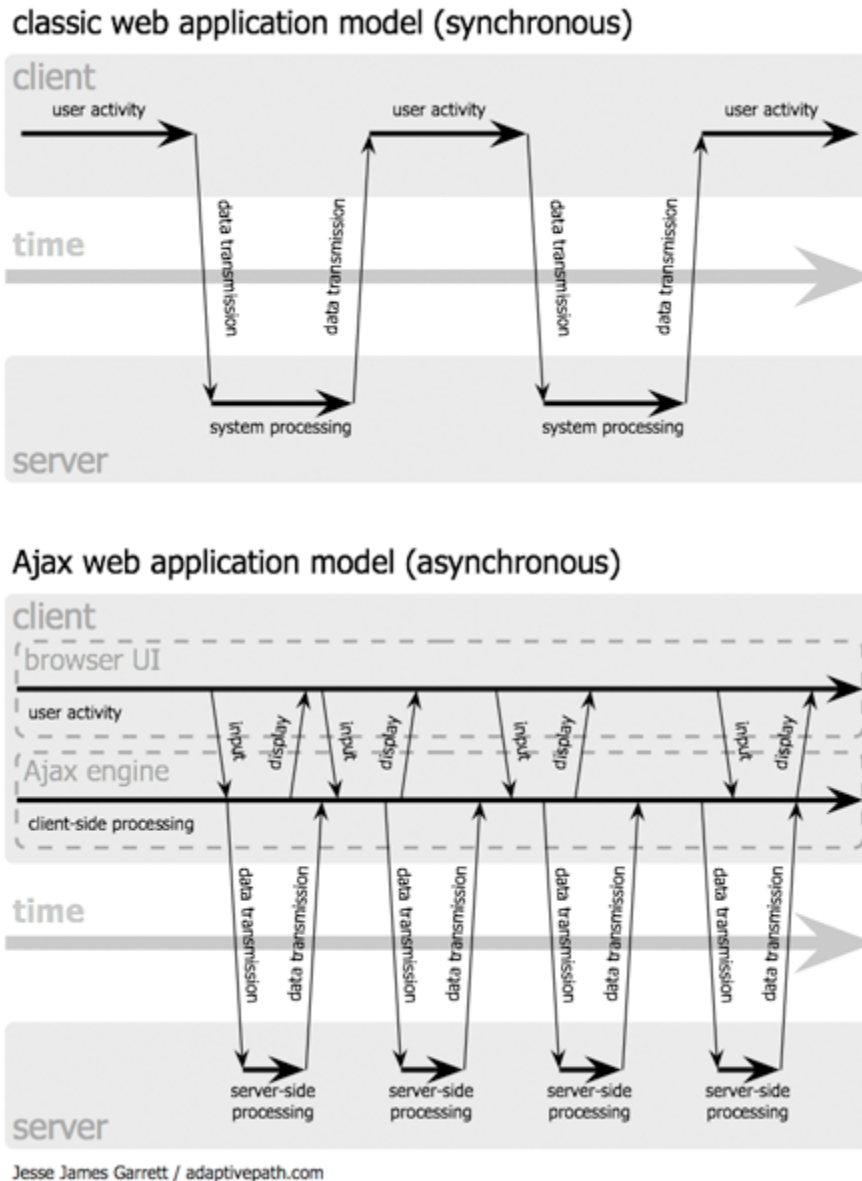 classic web application model (synchronous)
client
user activity
user activity
user activity
data transmission
data transmission
data transmission
data transmission
time
system processing
system processing
server
Ajax web application model (asynchronous)
client
browser UI
user activity
input
display
input
display
input
display
input
display
Ajax engine
client-side processing
data transmission
data transmission
data transmission
data transmission
data transmission
data transmission
data transmission
data transmission
time
server-side
processing
server-side
processing
server-side
processing
server-side
processing
server
Jesse James Garrett / adaptivepath.com